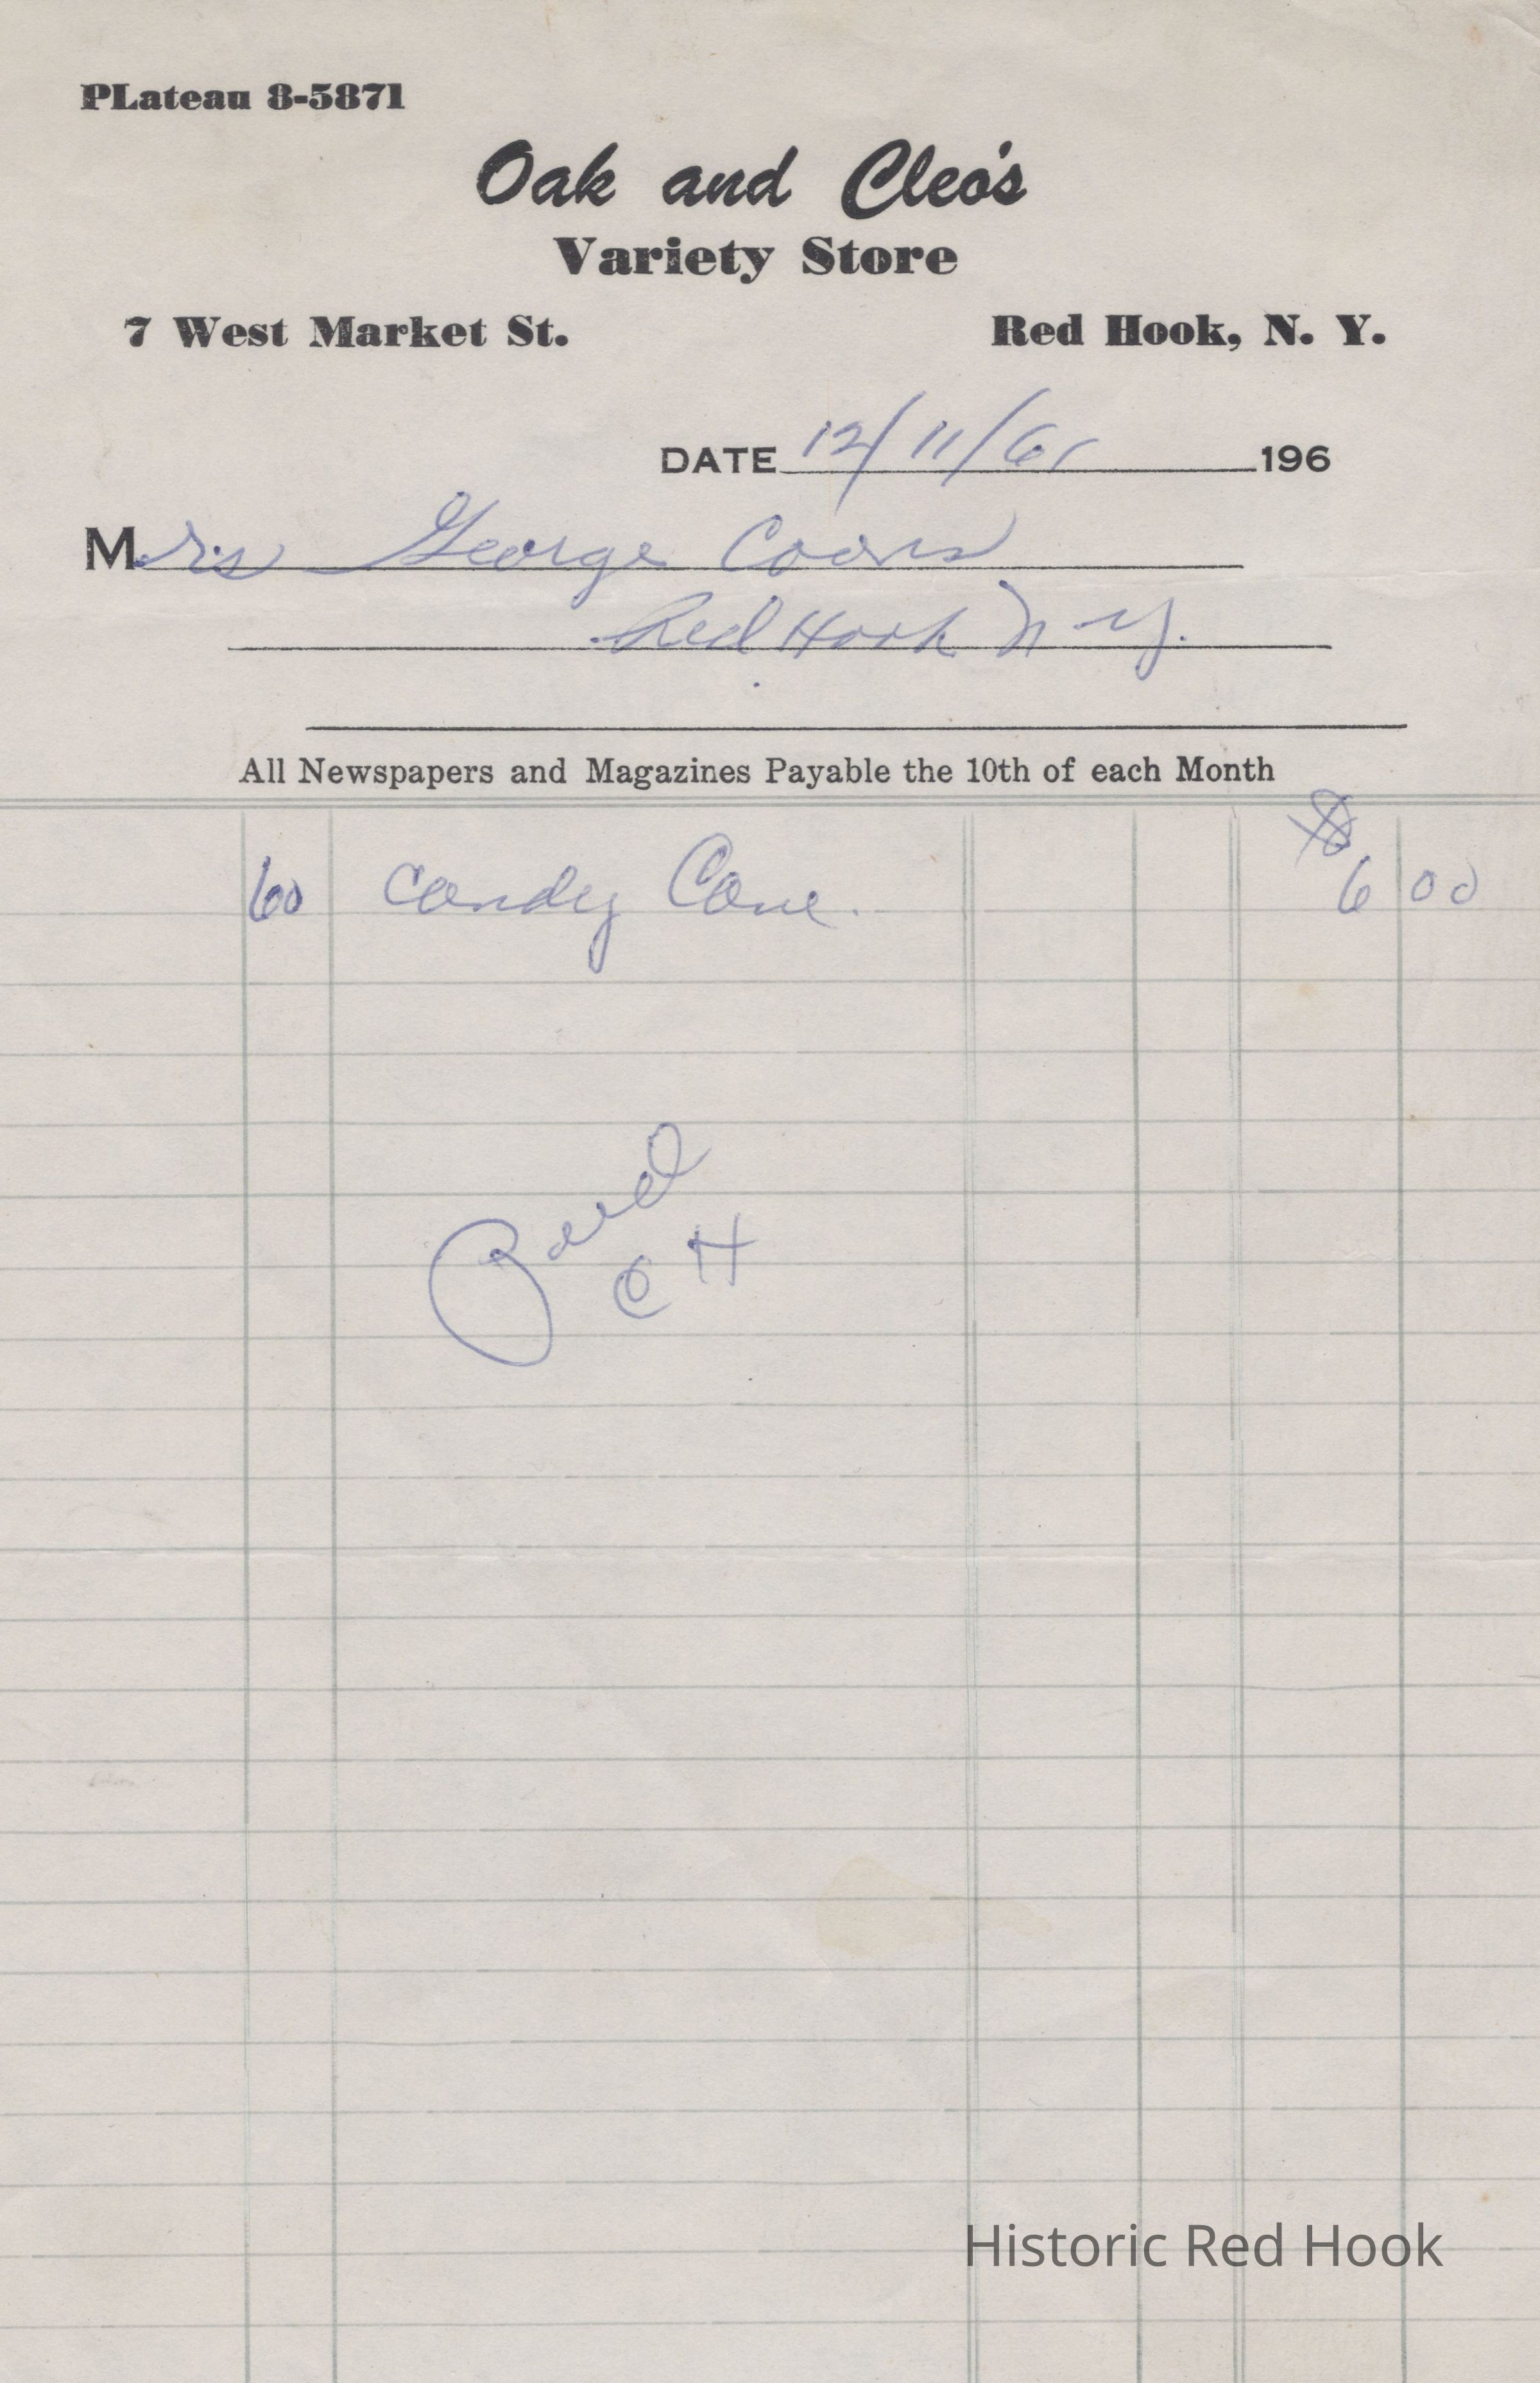 PLateau 8-5871
Oak and Cleo's
Variety Store
7 West Market St. Red Hook, N. Y.
DATE 12/11/61 196
Mrs George Coons
Red Hook N-Y.
All Newspapers and Magazines Payable the 10th of each Month
$
60 Candy Cane. 6 00
Paid
CH
Historic Red Hook